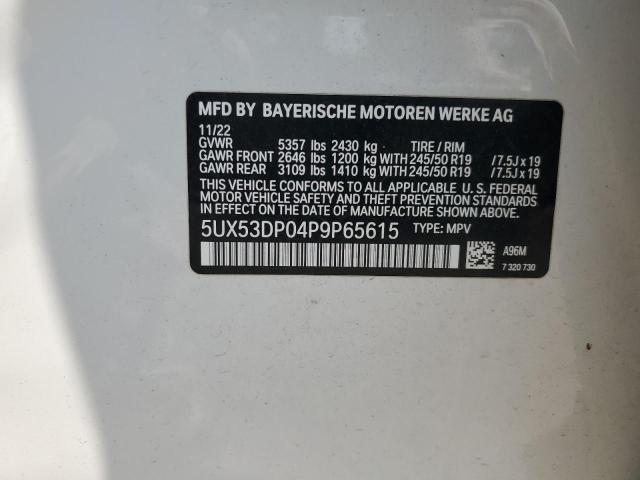 MFD BY BAYERISCHE MOTOREN WERKE AG
11/22
GVWR 5357 lbs 2430 kg TIRE / RIM
GAWR FRONT 2646 lbs 1200 kg WITH 245/50 R19 /7.5J x 19
GAWR REAR 3109 lbs 1410 kg WITH 245/50 R19 /7.5J x 19
THIS VEHICLE CONFORMS TO ALL APPLICABLE U. S. FEDERAL
MOTOR VEHICLE SAFETY, BUMPER, AND THEFT PREVENTION
STANDARDS IN EFFECT ON THE DATE OF MANUFACTURE SHOWN ABOVE.
5UX53DP04P9P65615 TYPE: MPV
A96M
7 320 730